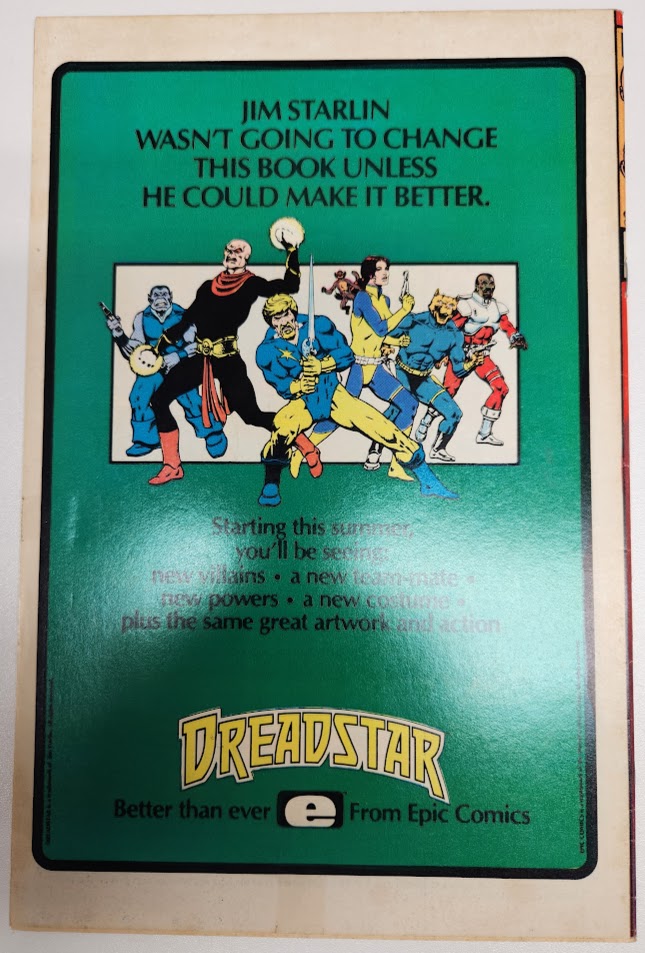 JIM STARLIN
WASN'T GOING TO CHANGE
THIS BOOK UNLESS
HE COULD MAKE IT BETTER.
Starting this summer,
you'll be seeing:
new villains • a new team-mate •
new powers • a new costume •
plus the same great artwork and action
DREADSTAR
Better than ever e From Epic Comics